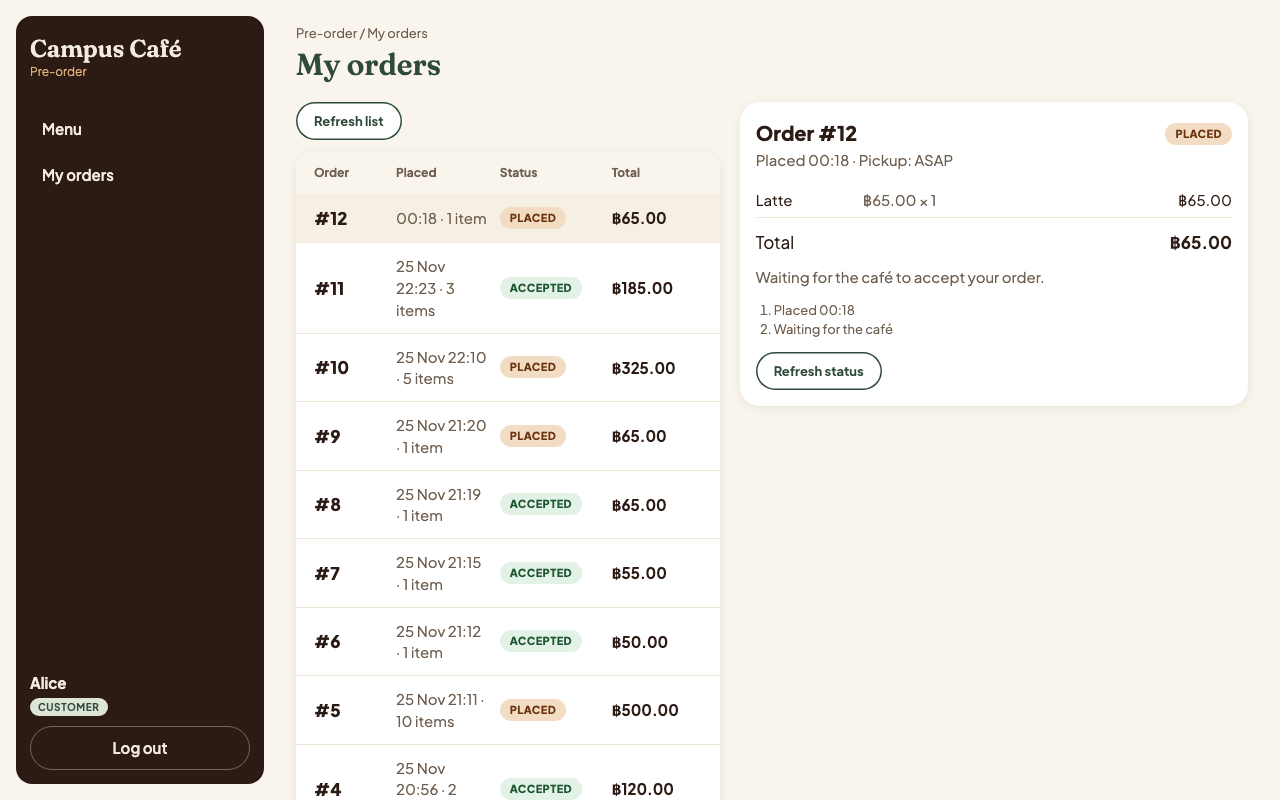 Campus Café
Pre-order
Menu
My orders
Alice
CUSTOMER
Log out
Pre-order / My orders
My orders
Refresh list
Order Placed Status Total
#12 00:18 · 1 item PLACED ฿65.00
#11 25 Nov 22:23 · 3 items ACCEPTED ฿185.00
#10 25 Nov 22:10 · 5 items PLACED ฿325.00
#9 25 Nov 21:20 · 1 item PLACED ฿65.00
#8 25 Nov 21:19 · 1 item ACCEPTED ฿65.00
#7 25 Nov 21:15 · 1 item ACCEPTED ฿55.00
#6 25 Nov 21:12 · 1 item ACCEPTED ฿50.00
#5 25 Nov 21:11 · 10 items PLACED ฿500.00
#4 25 Nov 20:56 · 2 ACCEPTED ฿120.00
Order #12 PLACED
Placed 00:18 · Pickup: ASAP
Latte ฿65.00 × 1 ฿65.00
Total ฿65.00
Waiting for the café to accept your order.
1. Placed 00:18
2. Waiting for the café
Refresh status